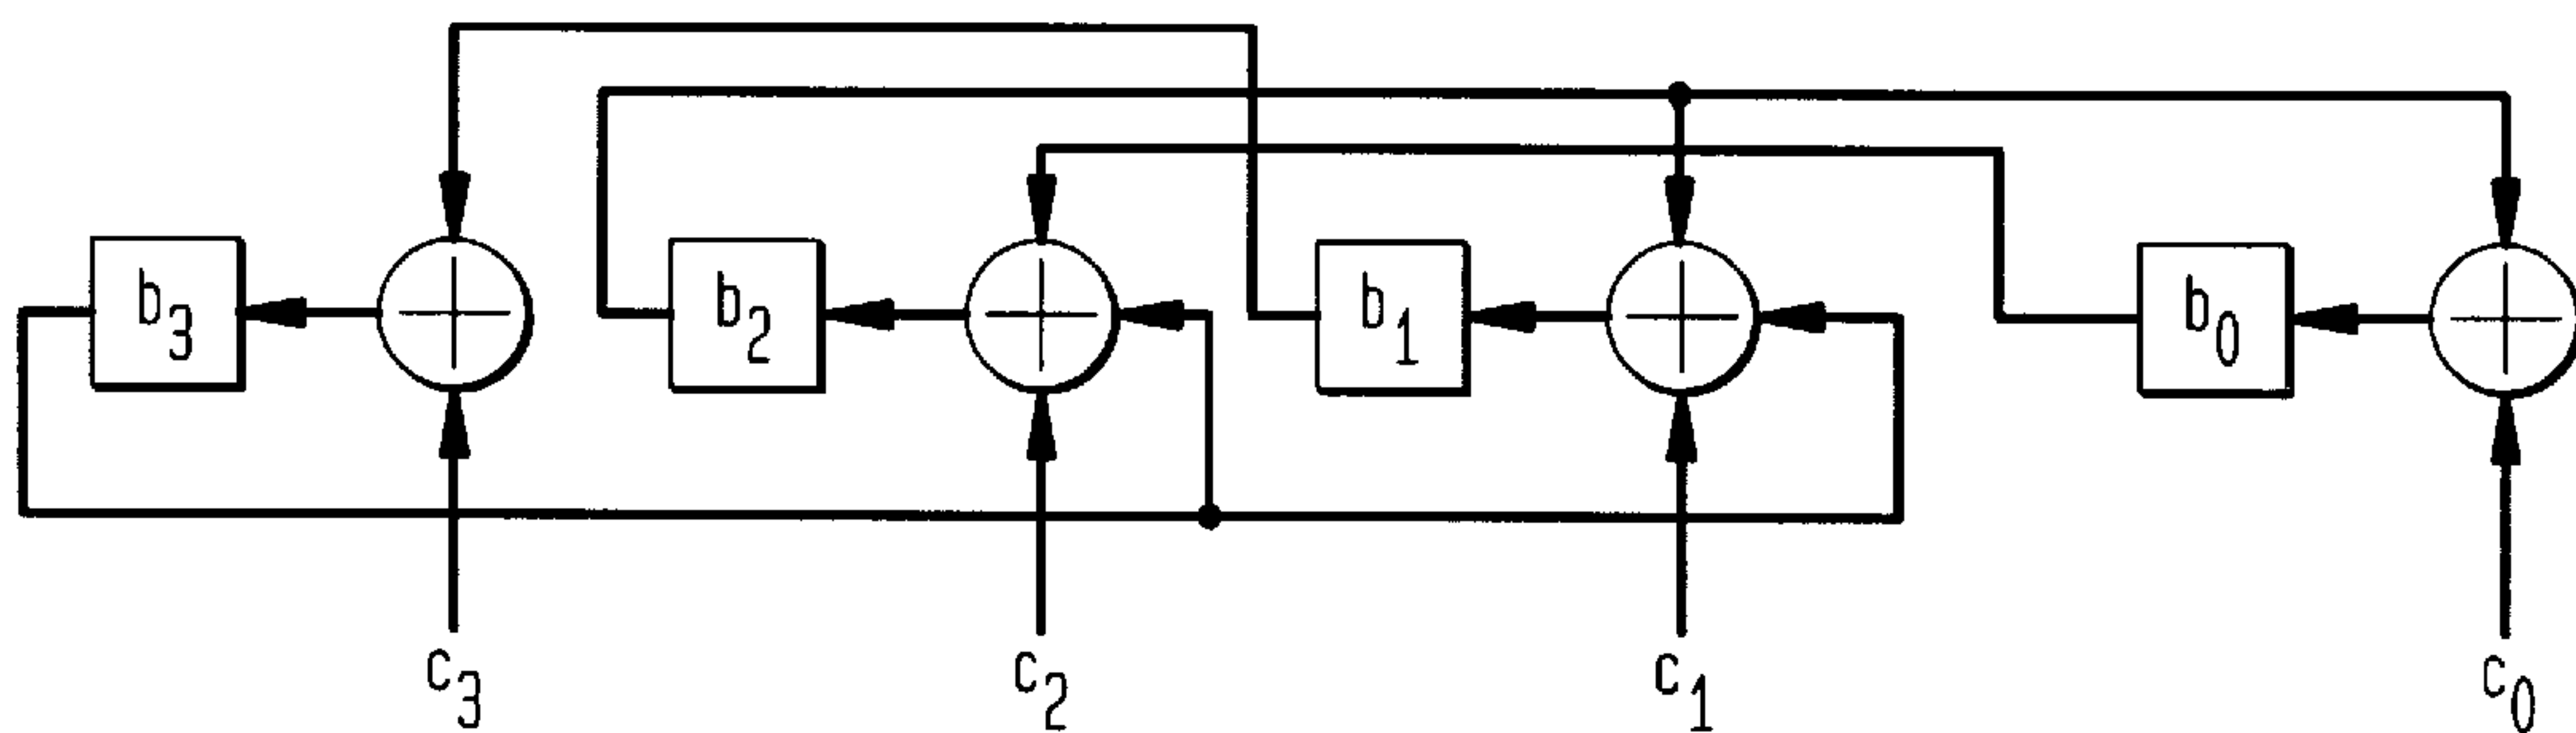 b₃ b₂ b₁ b₀
c₃ c₂ c₁ c₀